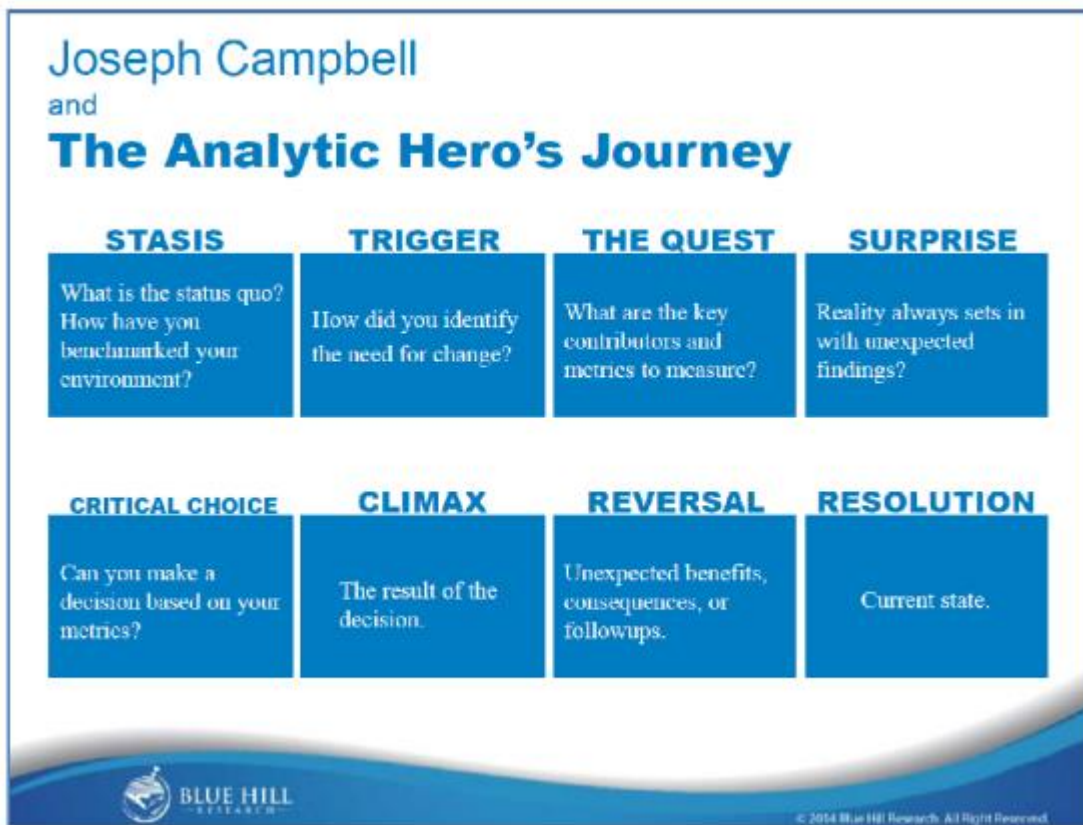 Joseph Campbell
and
The Analytic Hero's Journey
STASIS
What is the status quo?
How have you
benchmarked your
environment?
TRIGGER
How did you identify
the need for change?
THE QUEST
What are the key
contributors and
metrics to measure?
SURPRISE
Reality always sets in
with unexpected
findings?
CRITICAL CHOICE
Can you make a
decision based on your
metrics?
CLIMAX
The result of the
decision.
REVERSAL
Unexpected benefits,
consequences, or
followups.
RESOLUTION
Current state.
BLUE HILL
RESEARCH
© 2014 Blue Hill Research. All Right Reserved.